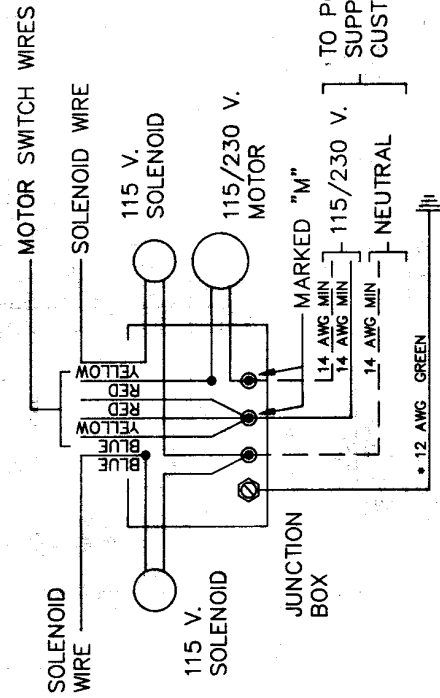 MOTOR SWITCH WIRES
SOLENOID WIRE
SOLENOID
WIRE
115 V.
SOLENOID
115/230 V.
MOTOR
YELLOW
RED
RED
YELLOW
BLUE
BLUE
MARKED "M"
115 V.
SOLENOID
JUNCTION
BOX
14 AWG MIN
14 AWG MIN
14 AWG MIN
115/230 V.
NEUTRAL
* 12 AWG GREEN
TO
SUPP
CUST